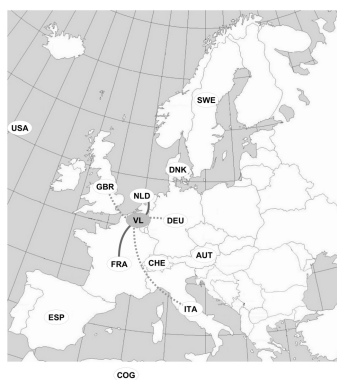 SWE
USA
DNK
GBR
NLD
VL
DEU
FRA
CHE
AUT
ITA
ESP
COG